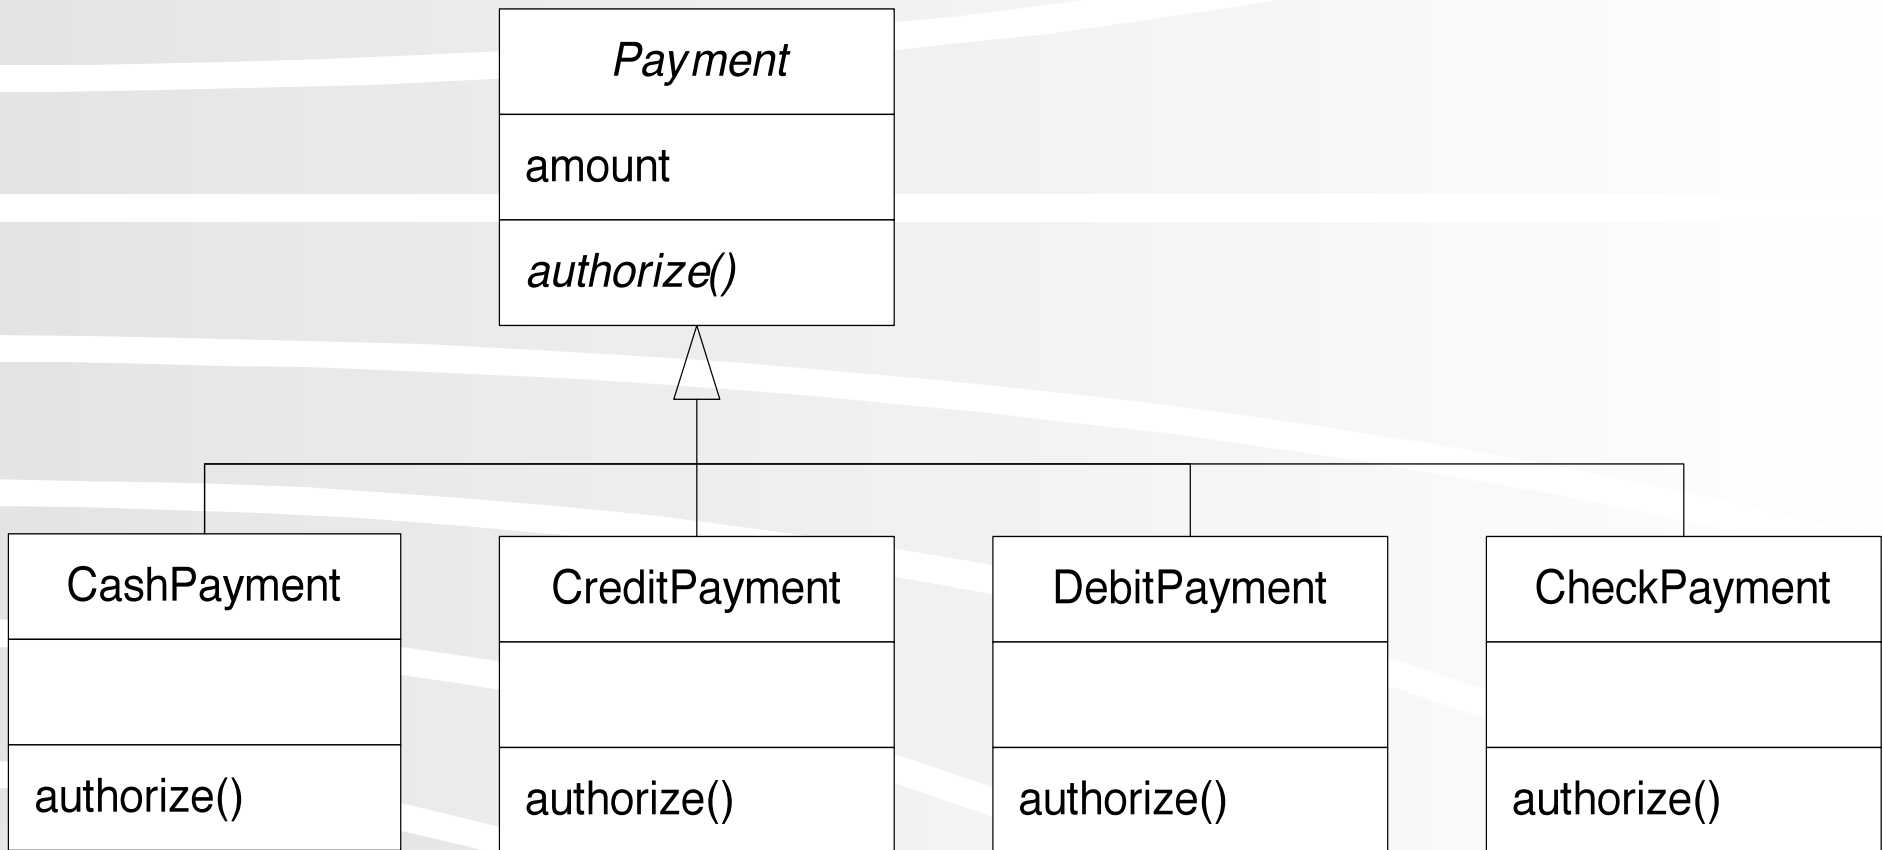 Payment
amount
authorize()
CashPayment
CreditPayment
DebitPayment
CheckPayment
authorize()
authorize()
authorize()
authorize()